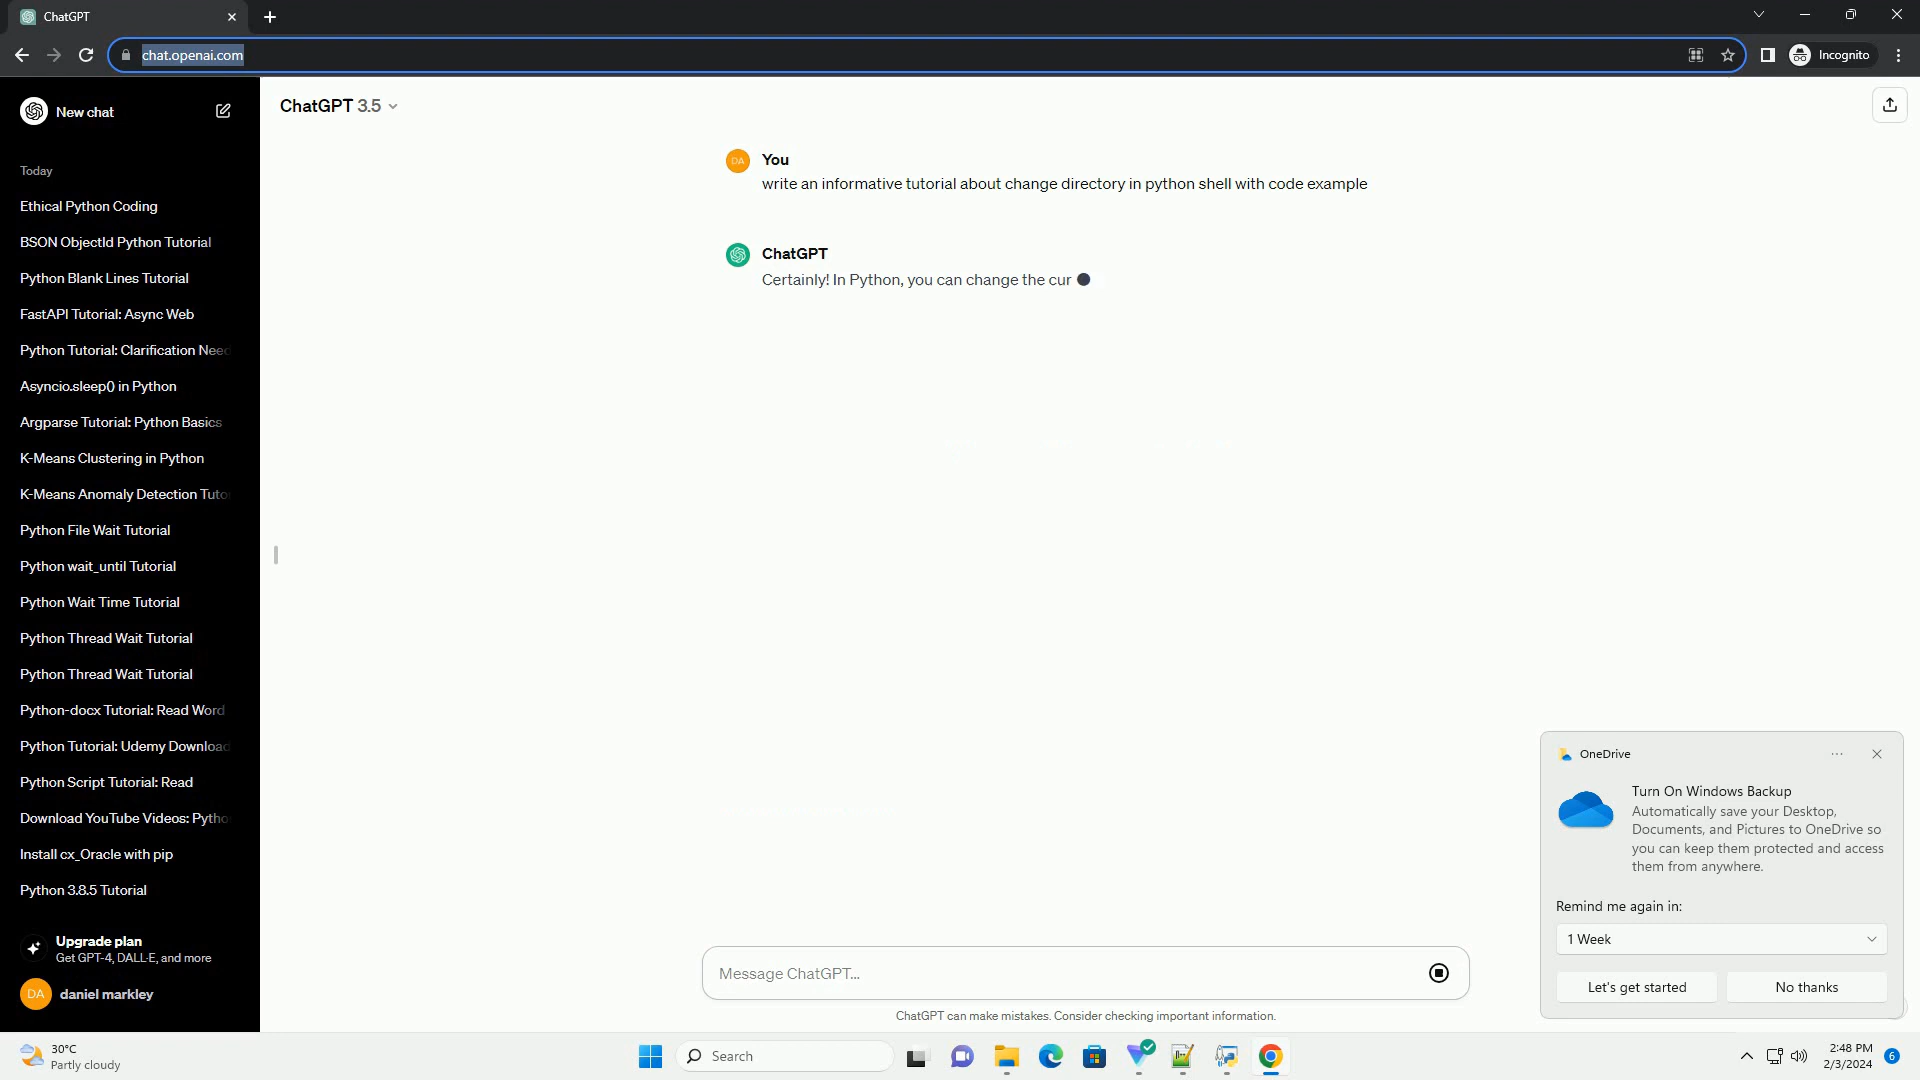 ChatGPT
chat.openai.com
Incognito
New chat
Today
Ethical Python Coding
BSON ObjectId Python Tutorial
Python Blank Lines Tutorial
FastAPI Tutorial: Async Web
Python Tutorial: Clarification Need
Asyncio.sleep() in Python
Argparse Tutorial: Python Basics
K-Means Clustering in Python
K-Means Anomaly Detection Tuto
Python File Wait Tutorial
Python wait_until Tutorial
Python Wait Time Tutorial
Python Thread Wait Tutorial
Python Thread Wait Tutorial
Python-docx Tutorial: Read Word
Python Tutorial: Udemy Download
Python Script Tutorial: Read
Download YouTube Videos: Pytho
Install cx_Oracle with pip
Python 3.8.5 Tutorial
Upgrade plan
Get GPT-4, DALL·E, and more
DA daniel markley
ChatGPT 3.5
DA You
write an informative tutorial about change directory in python shell with code example
ChatGPT
Certainly! In Python, you can change the cur
Message ChatGPT...
ChatGPT can make mistakes. Consider checking important information.
OneDrive
Turn On Windows Backup
Automatically save your Desktop,
Documents, and Pictures to OneDrive so
you can keep them protected and access
them from anywhere.
Remind me again in:
1 Week
Let's get started
No thanks
30°C
Partly cloudy
Search
2:48 PM
2/3/2024
6